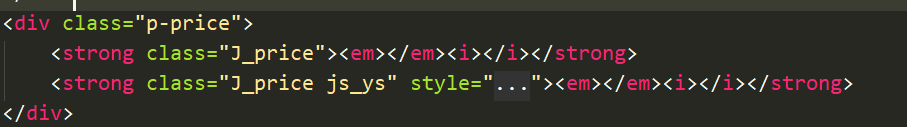 <div class="p-price">
<strong class="J_price"><em></em><i></i></strong>
<strong class="J_price js_ys" style="..."><em></em><i></i></strong>
</div>